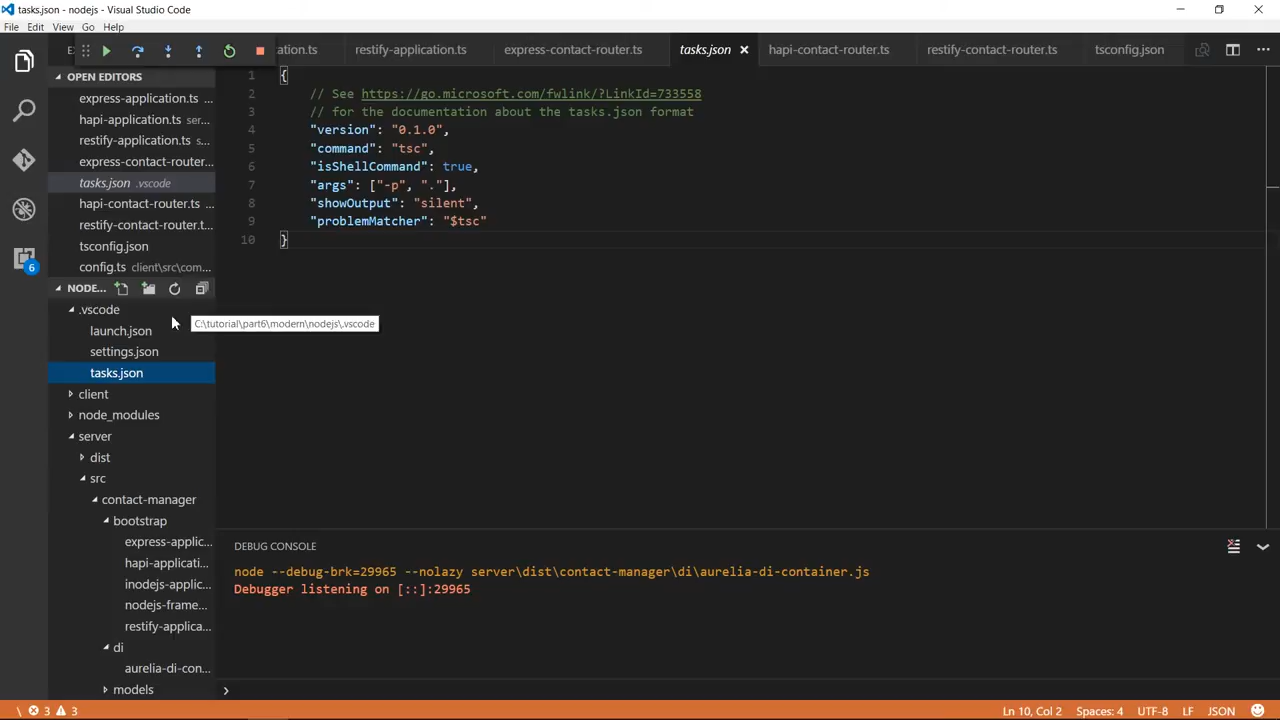 tasks.json - nodejs - Visual Studio Code
File Edit View Go Help
E
ation.ts restify-application.ts express-contact-router.ts tasks.json hapi-contact-router.ts restify-contact-router.ts tsconfig.json
OPEN EDITORS
express-application.ts ...
hapi-application.ts ser...
restify-application.ts s...
express-contact-router...
tasks.json .vscode
hapi-contact-router.ts
restify-contact-router.t...
tsconfig.json
config.ts client\src\com...
6
NODE...
.vscode
launch.json
settings.json
tasks.json
client
node_modules
server
dist
src
contact-manager
bootstrap
express-applic...
hapi-applicati...
inodejs-applic...
nodejs-frame...
restify-applica...
di
aurelia-di-con...
models
C:\tutorial\part6\modern\nodejs\.vscode
1 {
2 // See https://go.microsoft.com/fwlink/?LinkId=733558
3 // for the documentation about the tasks.json format
4 "version": "0.1.0",
5 "command": "tsc",
6 "isShellCommand": true,
7 "args": ["-p", "."],
8 "showOutput": "silent",
9 "problemMatcher": "$tsc"
10 }
DEBUG CONSOLE
node --debug-brk=29965 --nolazy server\dist\contact-manager\di\aurelia-di-container.js
Debugger listening on [::]:29965
›
\ 3 3 Ln 10, Col 2 Spaces: 4 UTF-8 LF JSON